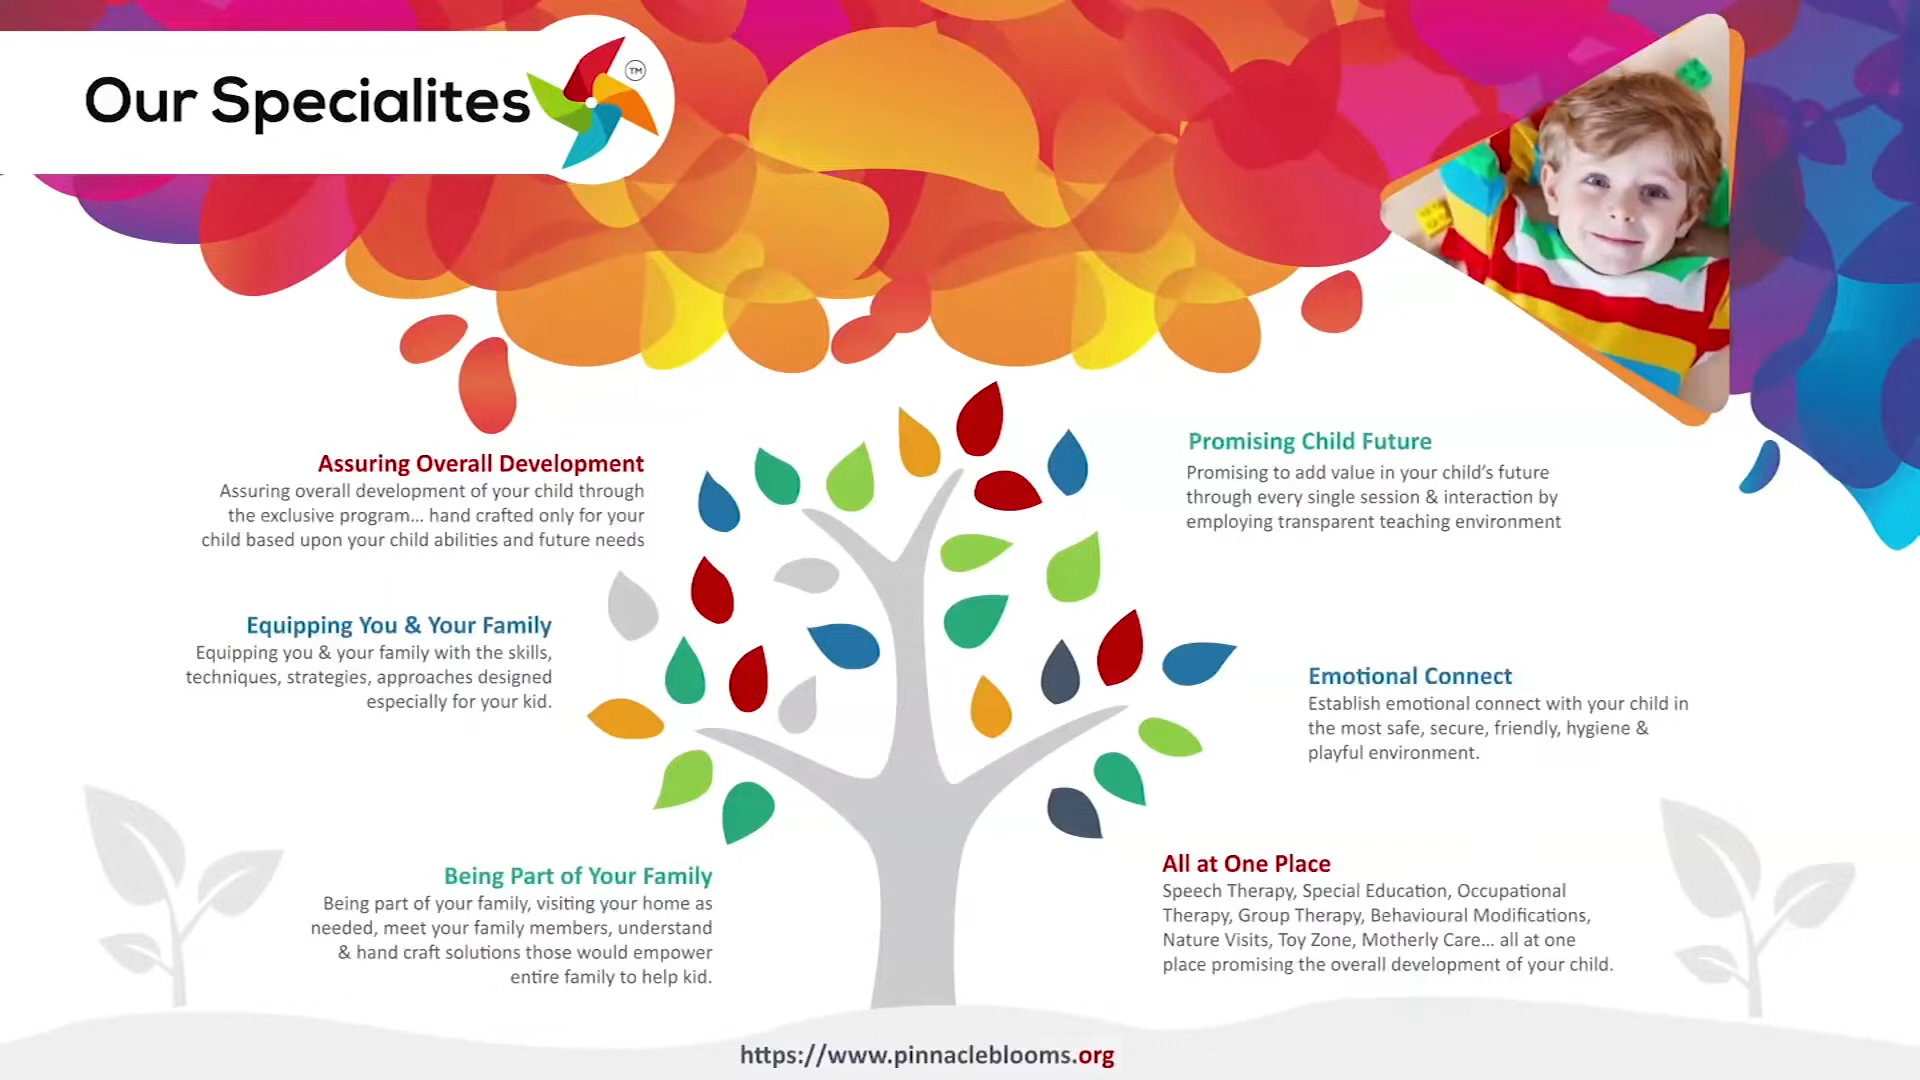 Our Specialites
TM
Assuring Overall Development
Assuring overall development of your child through
the exclusive program... hand crafted only for your
child based upon your child abilities and future needs
Equipping You & Your Family
Equipping you & your family with the skills,
techniques, strategies, approaches designed
especially for your kid.
Being Part of Your Family
Being part of your family, visiting your home as
needed, meet your family members, understand
& hand craft solutions those would empower
entire family to help kid.
Promising Child Future
Promising to add value in your child's future
through every single session & interaction by
employing transparent teaching environment
Emotional Connect
Establish emotional connect with your child in
the most safe, secure, friendly, hygiene &
playful environment.
All at One Place
Speech Therapy, Special Education, Occupational
Therapy, Group Therapy, Behavioural Modifications,
Nature Visits, Toy Zone, Motherly Care... all at one
place promising the overall development of your child.
https://www.pinnacleblooms.org